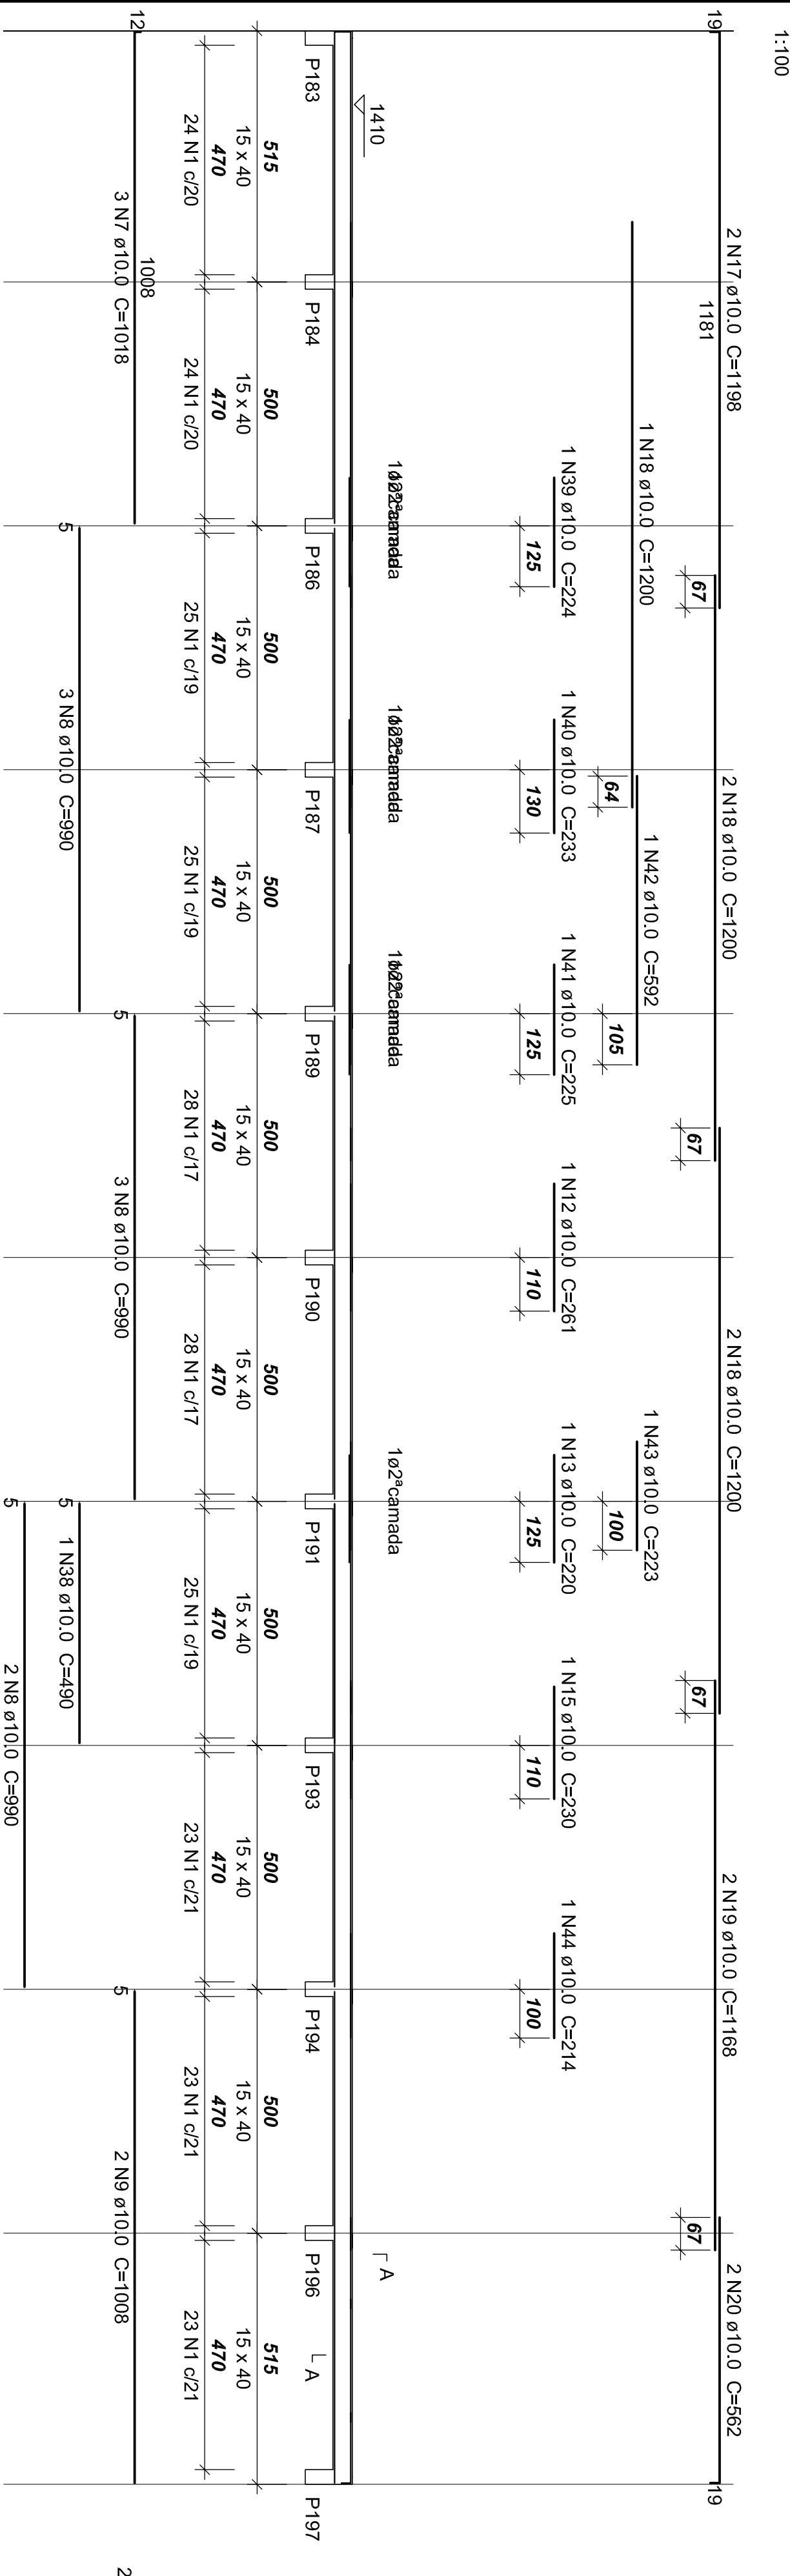 1:100
19
2 N17 ø10.0 C=1198
1181
67
2 N18 ø10.0 C=1200
67
2 N18 ø10.0 C=1200
67
2 N19 ø10.0 C=1168
67
2 N20 ø10.0 C=562
19
1 N18 ø10.0 C=1200
64
1 N42 ø10.0 C=592
105
1 N43 ø10.0 C=223
100
1 N39 ø10.0 C=224
125
1 N40 ø10.0 C=233
130
1 N41 ø10.0 C=225
125
1 N12 ø10.0 C=261
110
1 N13 ø10.0 C=220
125
1 N15 ø10.0 C=230
110
1 N44 ø10.0 C=214
100
1ø2ªcamada
1410
A
A
P183
P184
P186
P187
P189
P190
P191
P193
P194
P196
P197
515
500
500
500
500
500
500
500
500
515
15 x 40
15 x 40
15 x 40
15 x 40
15 x 40
15 x 40
15 x 40
15 x 40
15 x 40
15 x 40
470
470
470
470
470
470
470
470
470
470
24 N1 c/20
24 N1 c/20
25 N1 c/19
25 N1 c/19
28 N1 c/17
28 N1 c/17
25 N1 c/19
23 N1 c/21
23 N1 c/21
23 N1 c/21
12
1008
3 N7 ø10.0 C=1018
5
3 N8 ø10.0 C=990
5
3 N8 ø10.0 C=990
5
1 N38 ø10.0 C=490
5
2 N8 ø10.0 C=990
5
2 N9 ø10.0 C=1008
2